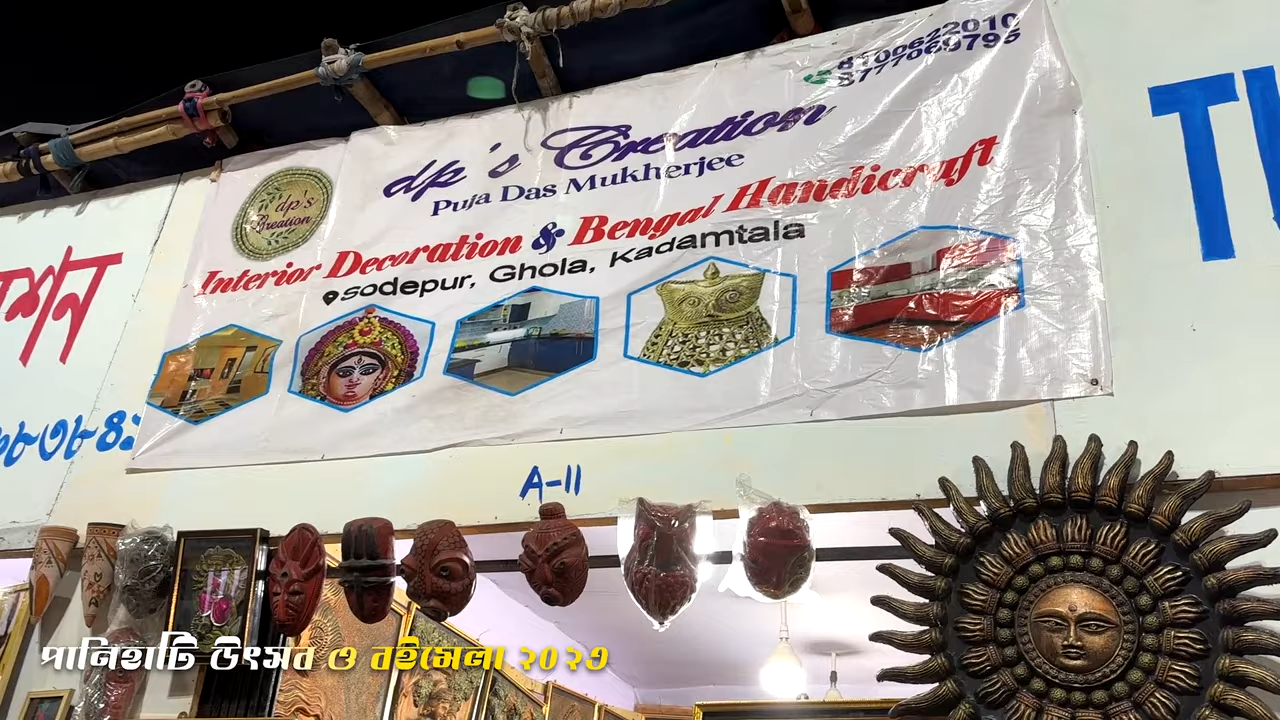 8100622010
8777069795
dp's Creation
Puja Das Mukherjee
dp's
Creation
Interior Decoration & Bengal Handicraft
sodepur, Ghola, Kadamtala
A-11
পানিহাটি উৎসব ও বইমেলা ২০২৩